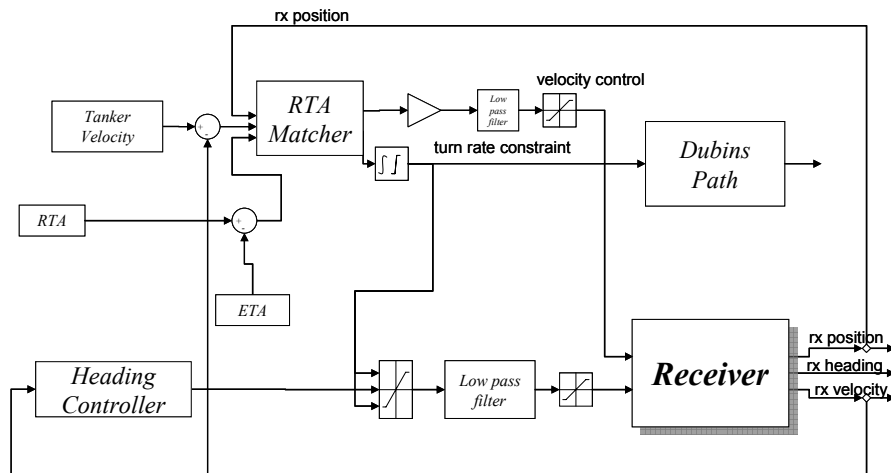 rx position
velocity control
Tanker
Velocity
+
-
RTA
Matcher
Low
pass
filter
turn rate constraint
Dubins
Path
RTA
+
-
ETA
Heading
Controller
Low pass
filter
Receiver
rx position
rx heading
rx velocity